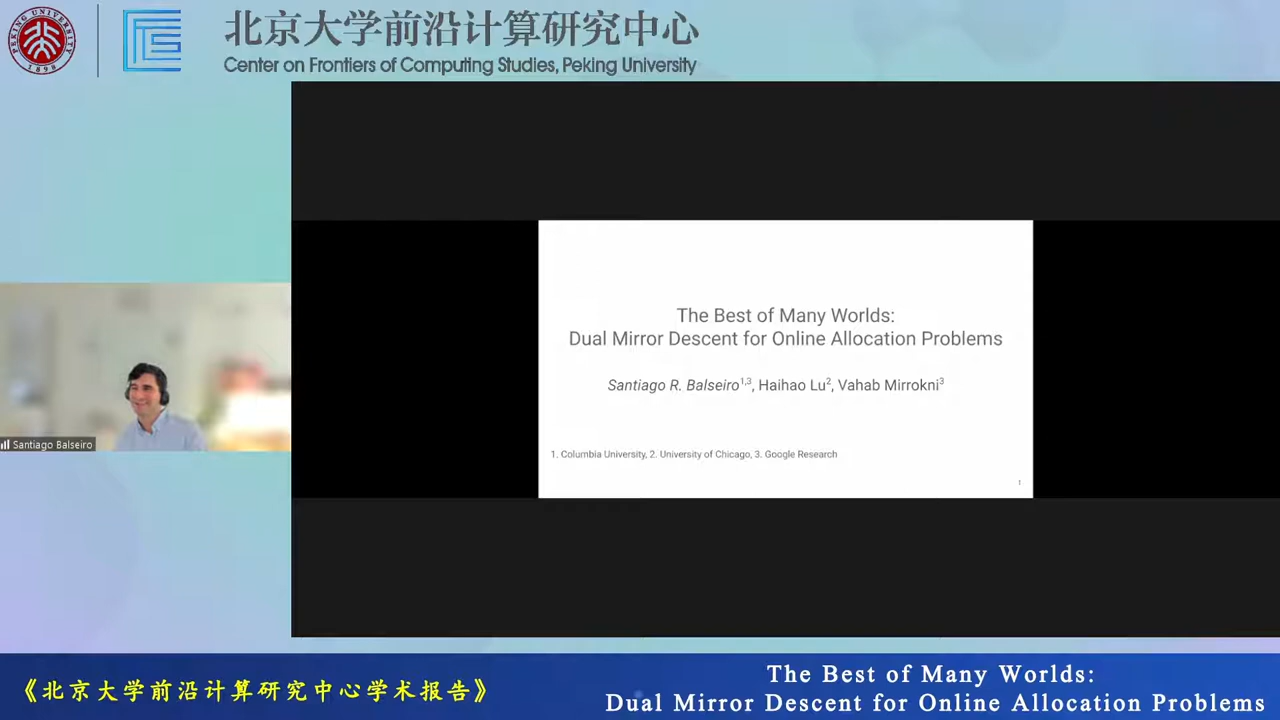 PEKING UNIVERSITY
1898
北京大学前沿计算研究中心
Center on Frontiers of Computing Studies, Peking University
The Best of Many Worlds:
Dual Mirror Descent for Online Allocation Problems
Santiago R. Balseiro1,3, Haihao Lu2, Vahab Mirrokni3
1. Columbia University, 2. University of Chicago, 3. Google Research
1
Santiago Balseiro
《北京大学前沿计算研究中心学术报告》
The Best of Many Worlds:
Dual Mirror Descent for Online Allocation Problems